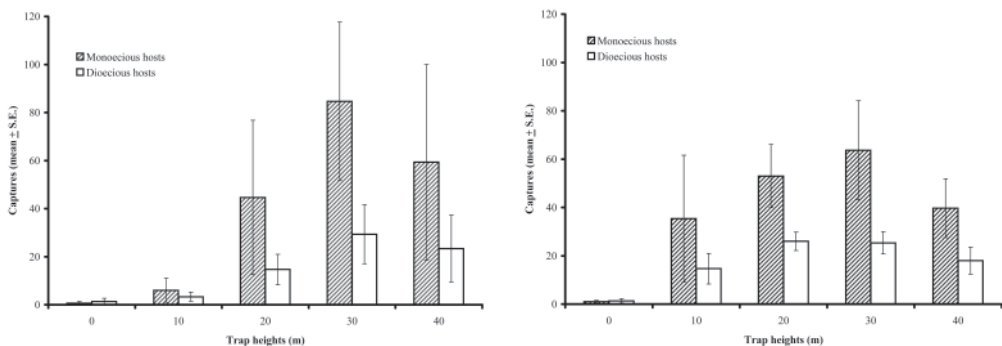 120
100
80
60
40
20
0
Captures (mean ± S.E.)
Monoecious hosts
Dioecious hosts
0 10 20 30 40
Trap heights (m)
120
100
80
60
40
20
0
Captures (mean ± S.E.)
Monoecious hosts
Dioecious hosts
0 10 20 30 40
Trap heights (m)